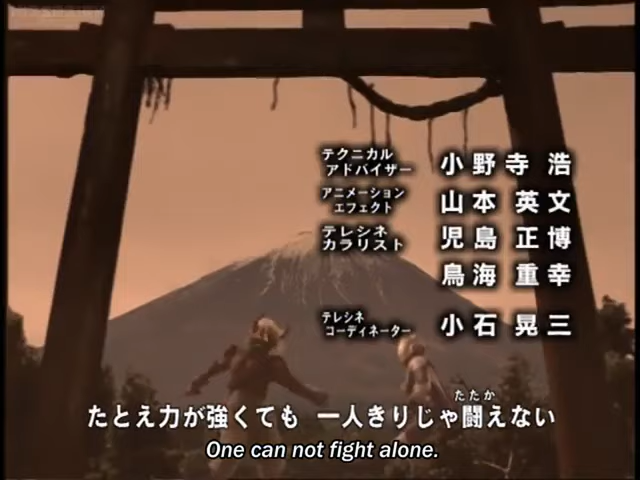 テクニカル
アドバイザー
小野寺 浩
アニメーション
エフェクト
山本 英文
テレシネ
カラリスト
児島 正博
鳥海 重幸
テレシネ
コーディネーター
小石 晃三
たたか
たとえ力が強くても 一人きりじゃ闘えない
One can not fight alone.